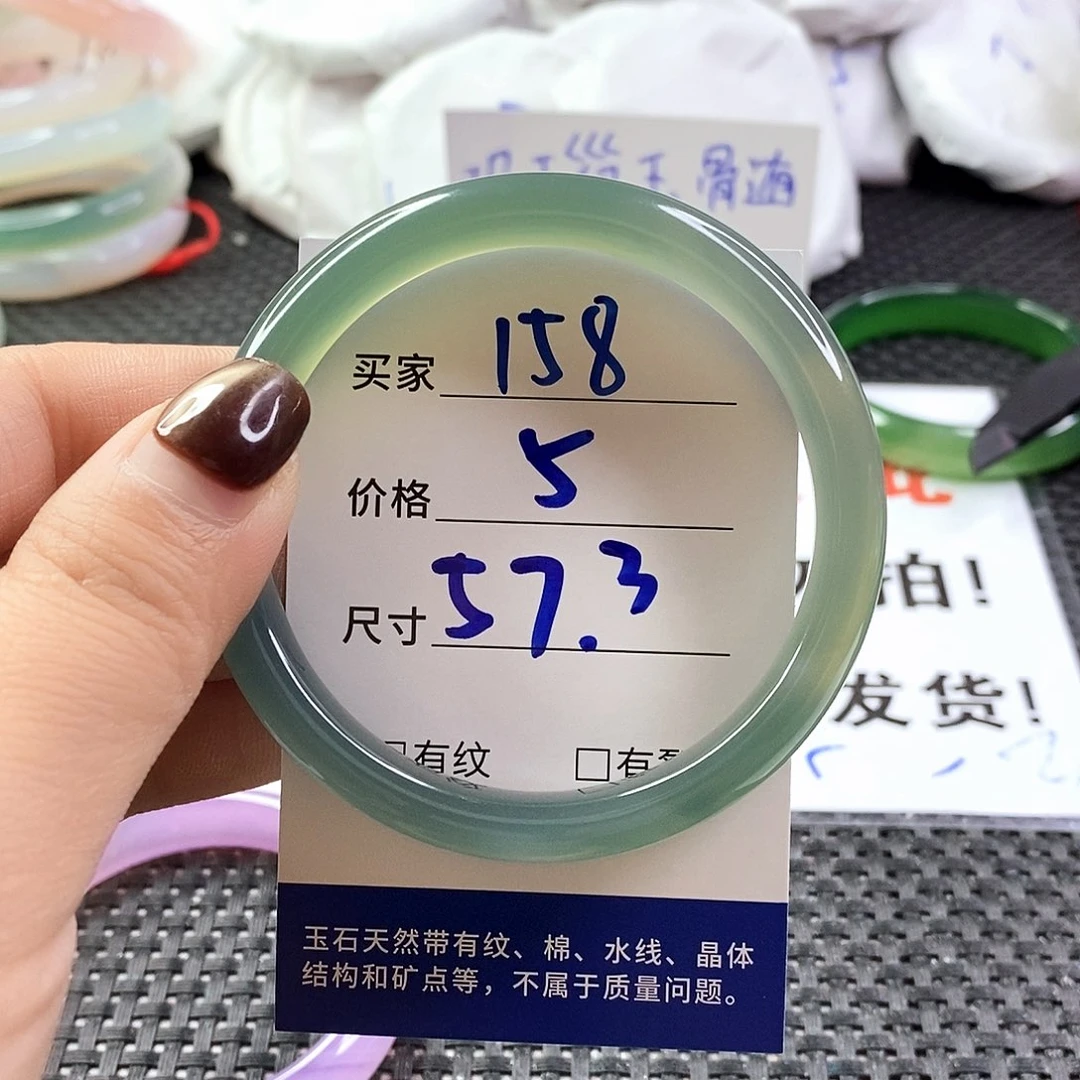 骨随
买家 158
价格 5
尺寸 57.3
有纹
□有
拍!
发货!
玉石天然带有纹、棉、水线、晶体
结构和矿点等，不属于质量问题。